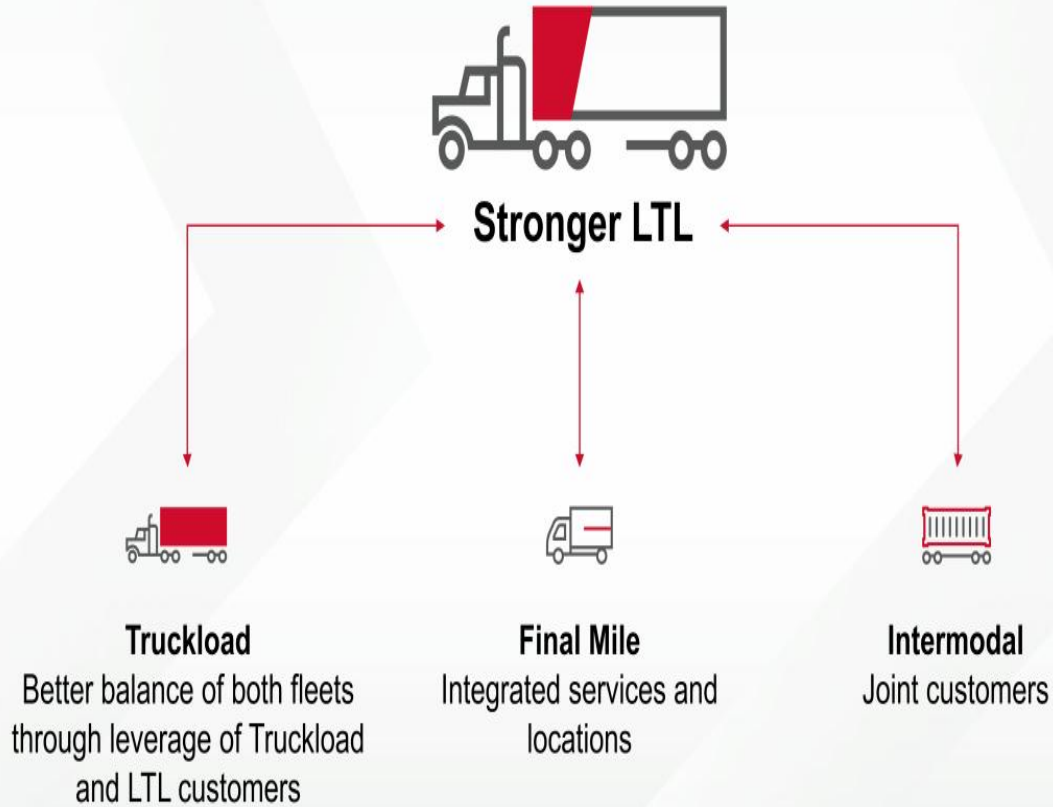 Stronger LTL
Truckload
Better balance of both fleets
through leverage of Truckload
and LTL customers
Final Mile
Integrated services and
locations
Intermodal
Joint customers